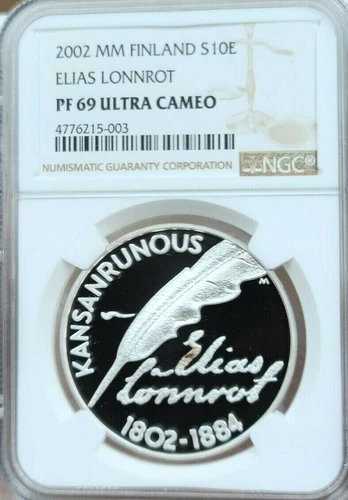 2002 MM FINLAND S10E
ELIAS LONNROT
PF 69 ULTRA CAMEO
4776215-003
NUMISMATIC GUARANTY CORPORATION
NGC®
KANSANRUNOUS
M
Elias
Lönnrot
1802-1884